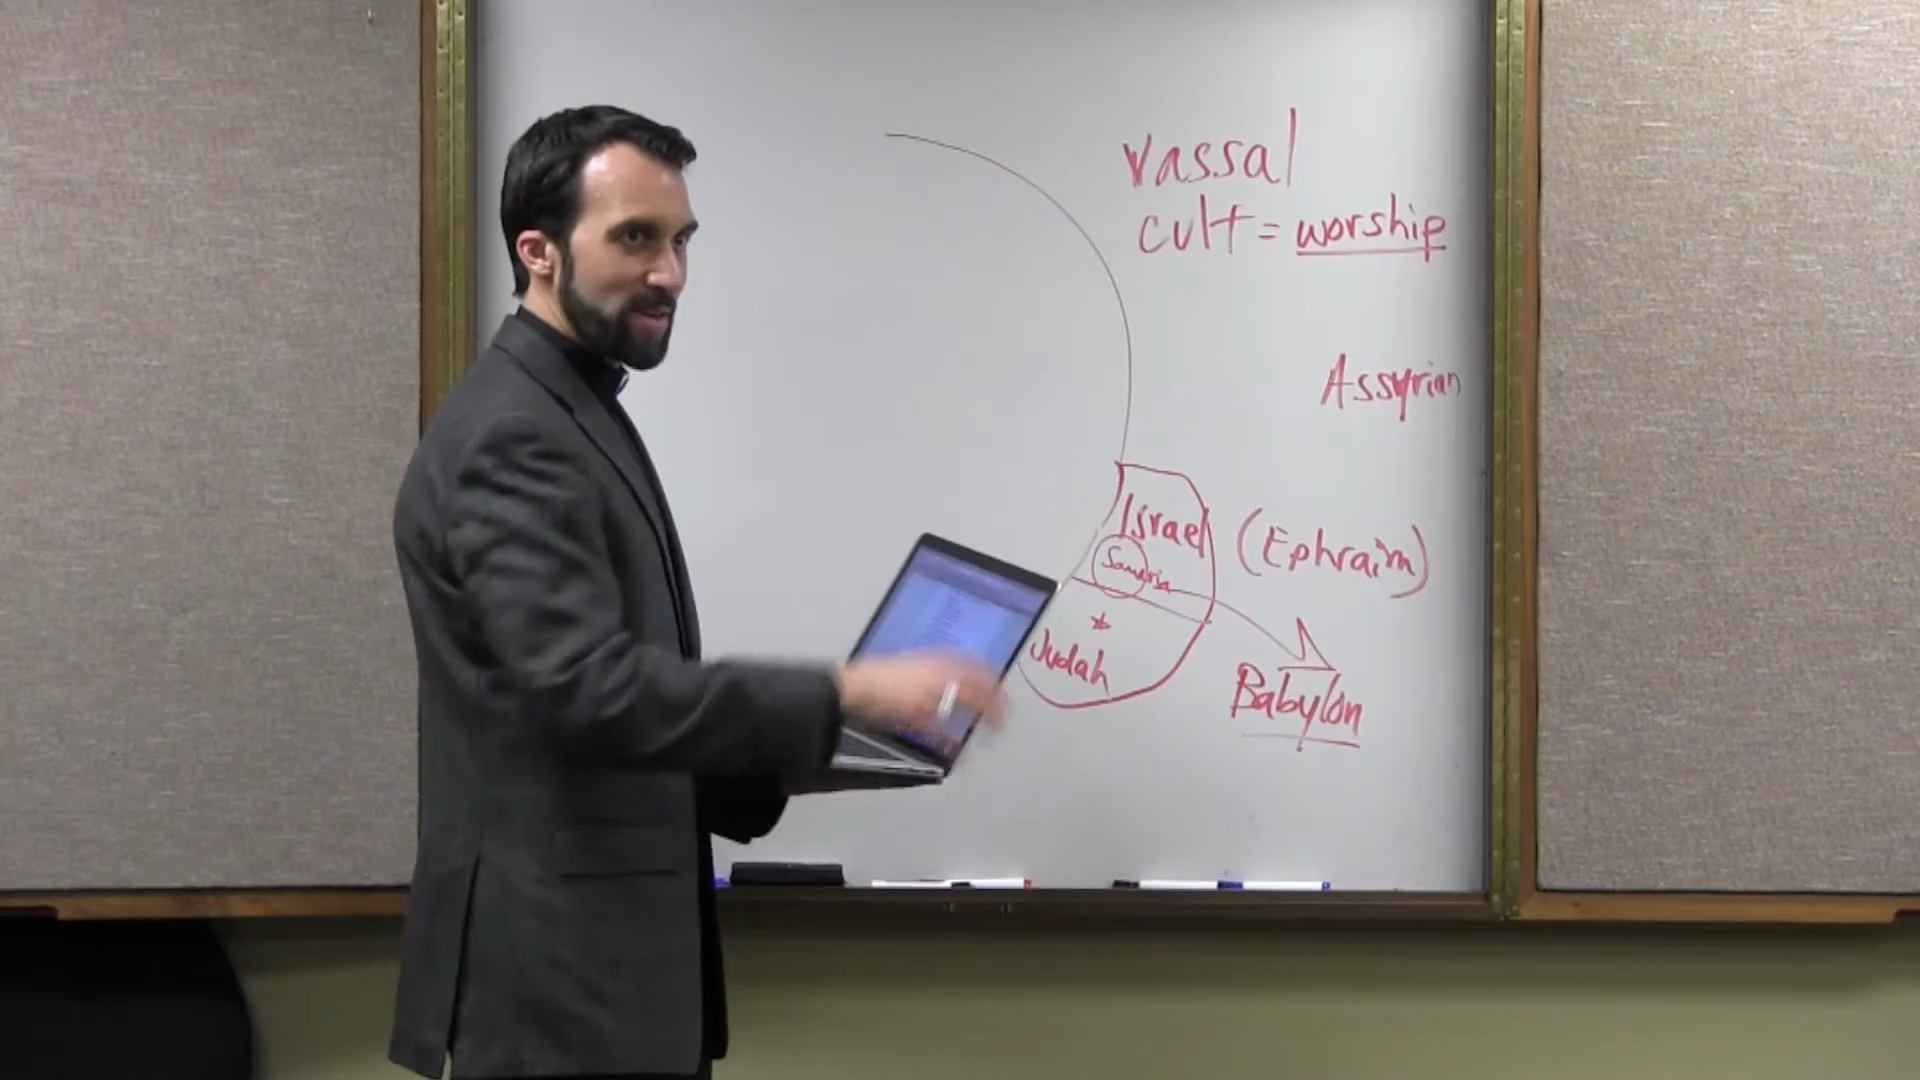 vassal
cult = worship
Assyrian
Israel (Ephraim)
Samaria
Judah
Babylon